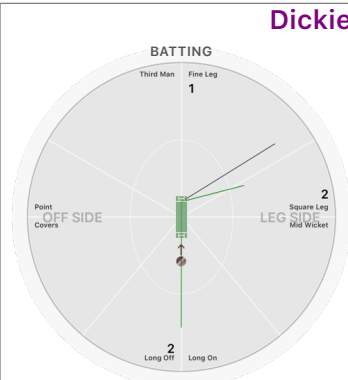 Dickie
BATTING
Third Man Fine Leg
1
2
Point Square Leg
OFF SIDE LEG SIDE
Covers Mid Wicket
2
Long Off Long On